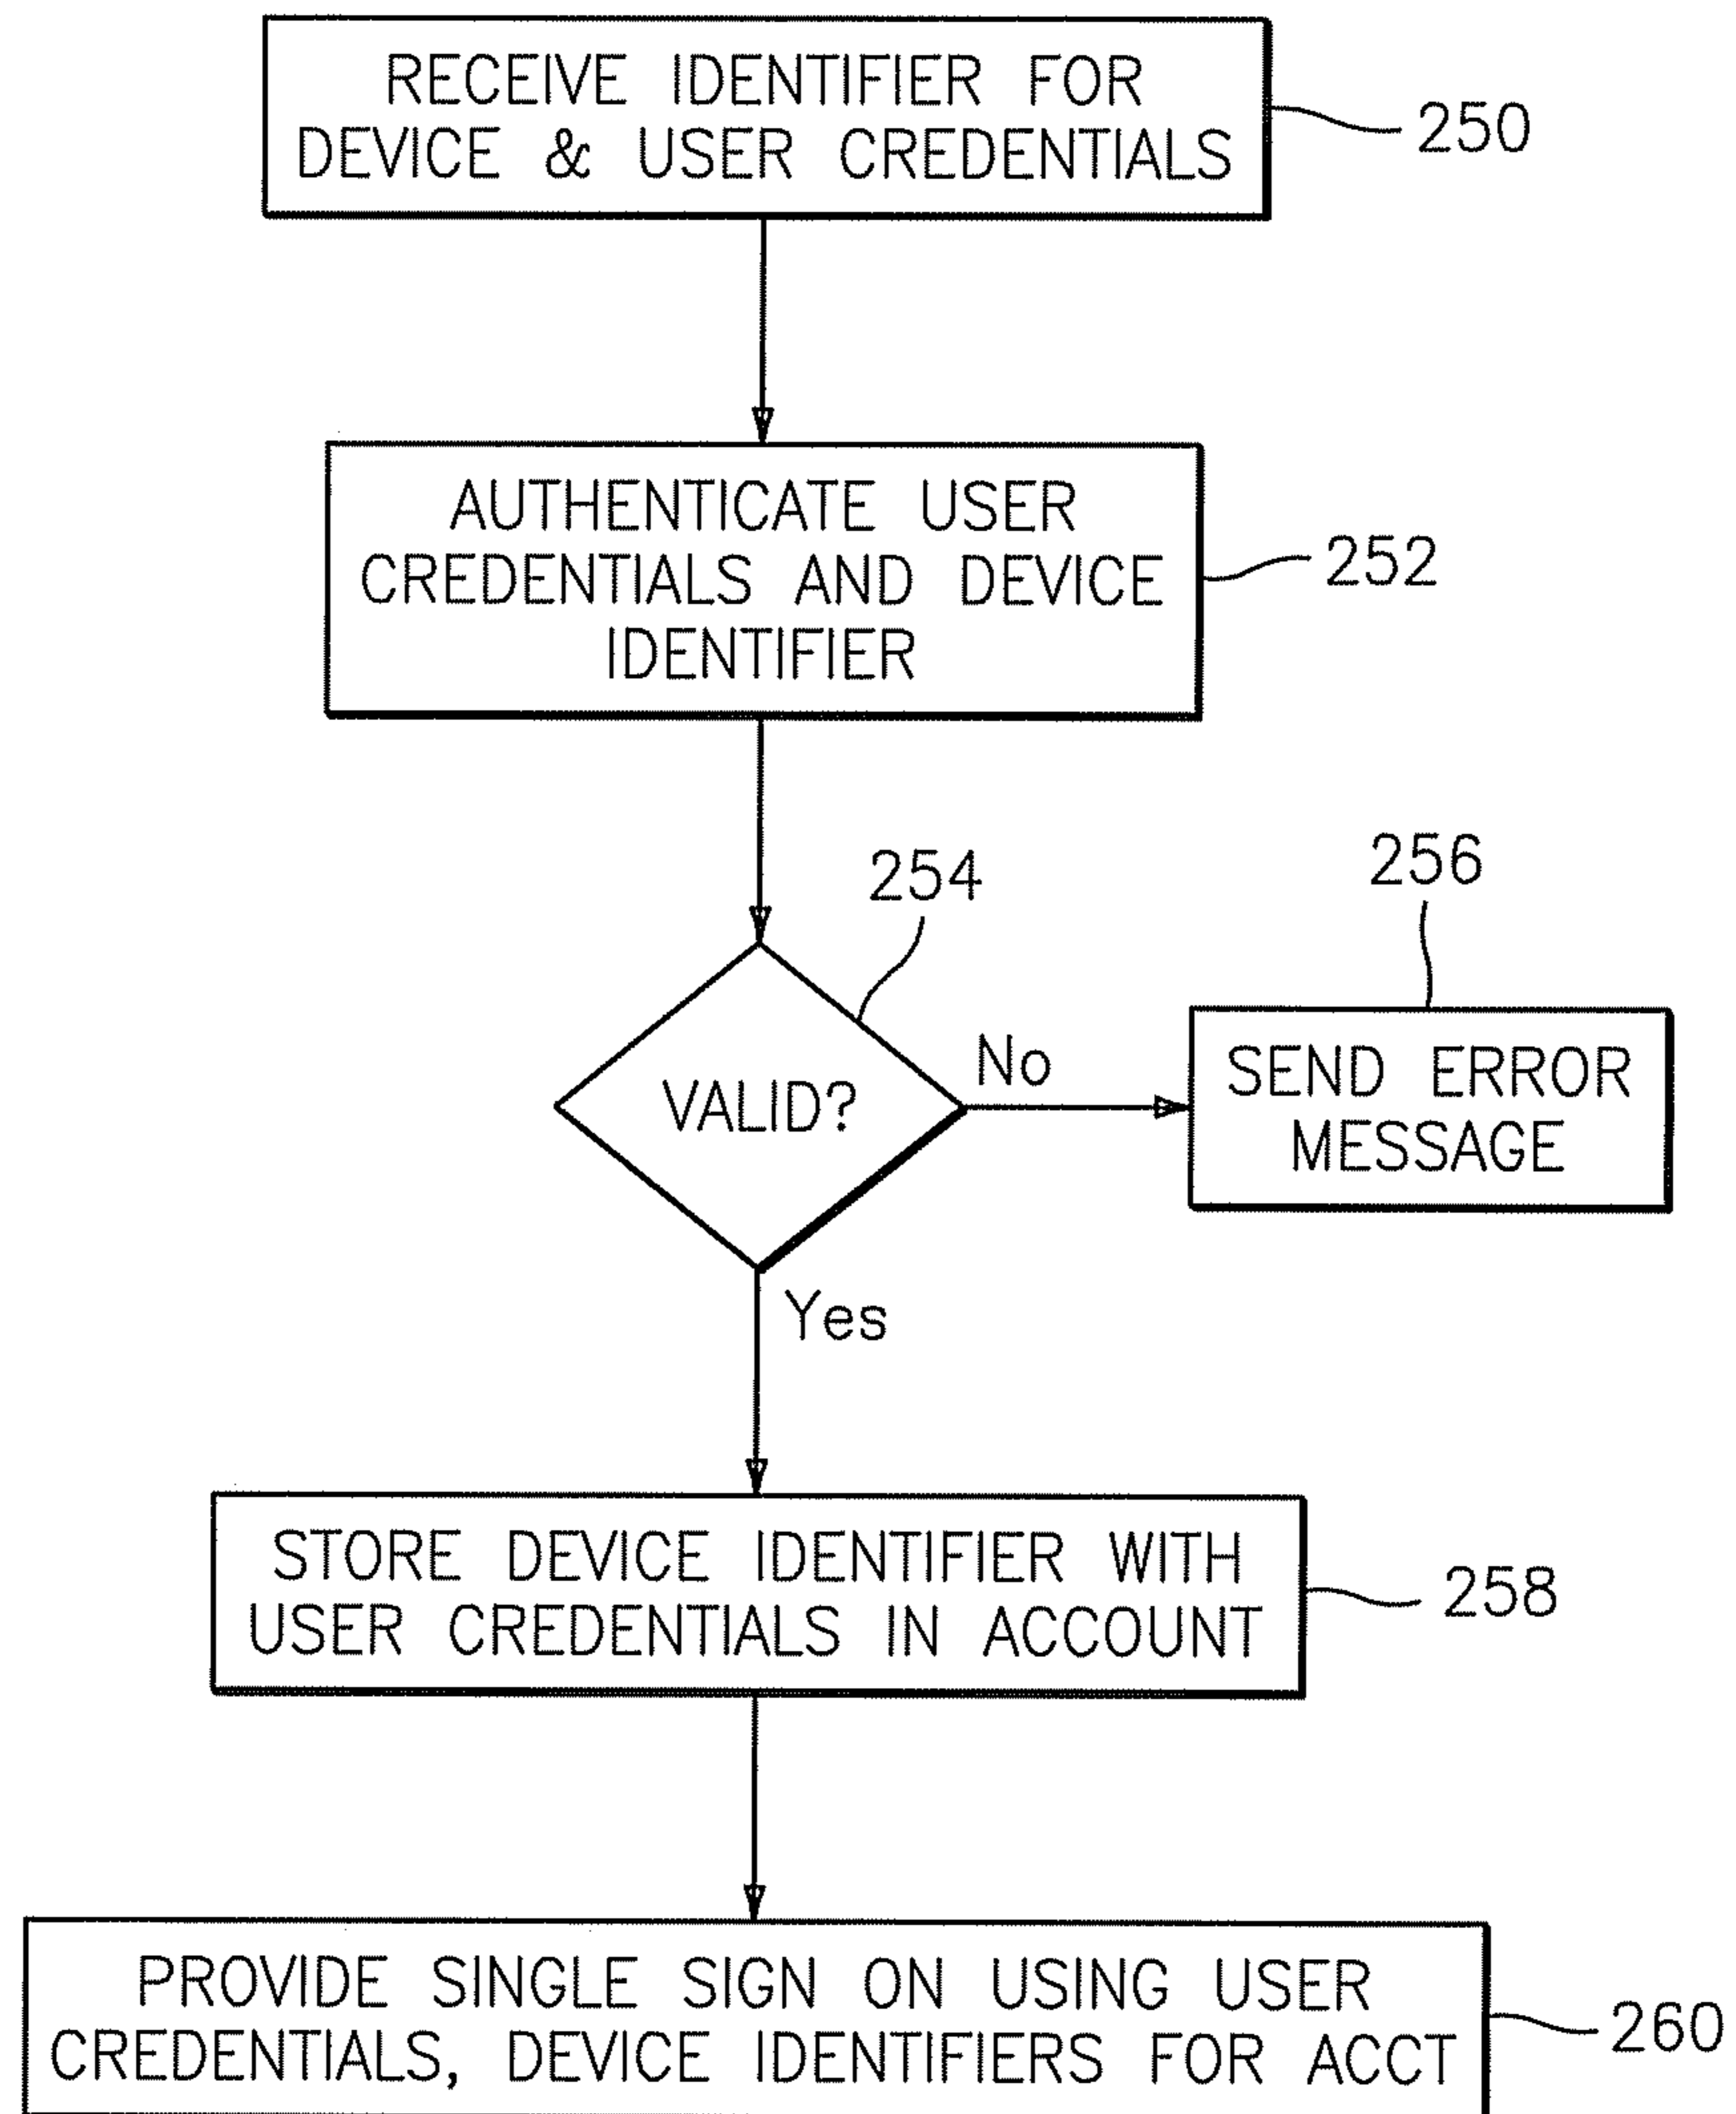 RECEIVE IDENTIFIER FOR
DEVICE & USER CREDENTIALS
250
AUTHENTICATE USER
CREDENTIALS AND DEVICE
IDENTIFIER
252
254
256
VALID?
No
SEND ERROR
MESSAGE
Yes
STORE DEVICE IDENTIFIER WITH
USER CREDENTIALS IN ACCOUNT
258
PROVIDE SINGLE SIGN ON USING USER
CREDENTIALS, DEVICE IDENTIFIERS FOR ACCT
260